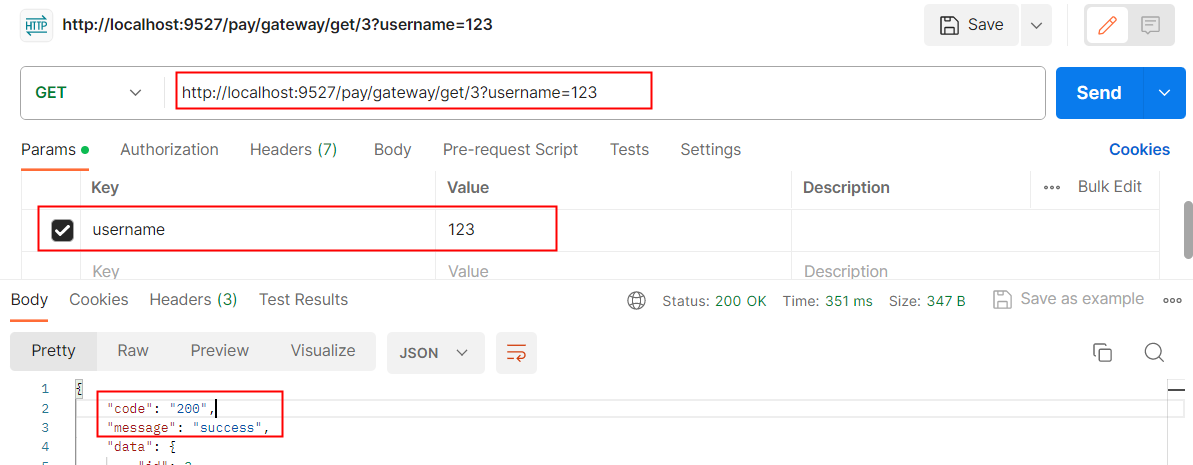 HTTP http://localhost:9527/pay/gateway/get/3?username=123 Save
GET http://localhost:9527/pay/gateway/get/3?username=123 Send
Params Authorization Headers (7) Body Pre-request Script Tests Settings Cookies
Key Value Description Bulk Edit
username 123
Key Value Description
Body Cookies Headers (3) Test Results Status: 200 OK Time: 351 ms Size: 347 B Save as example
Pretty Raw Preview Visualize JSON
1 {
2 "code": "200",
3 "message": "success",
4 "data": {
5 "id": 3